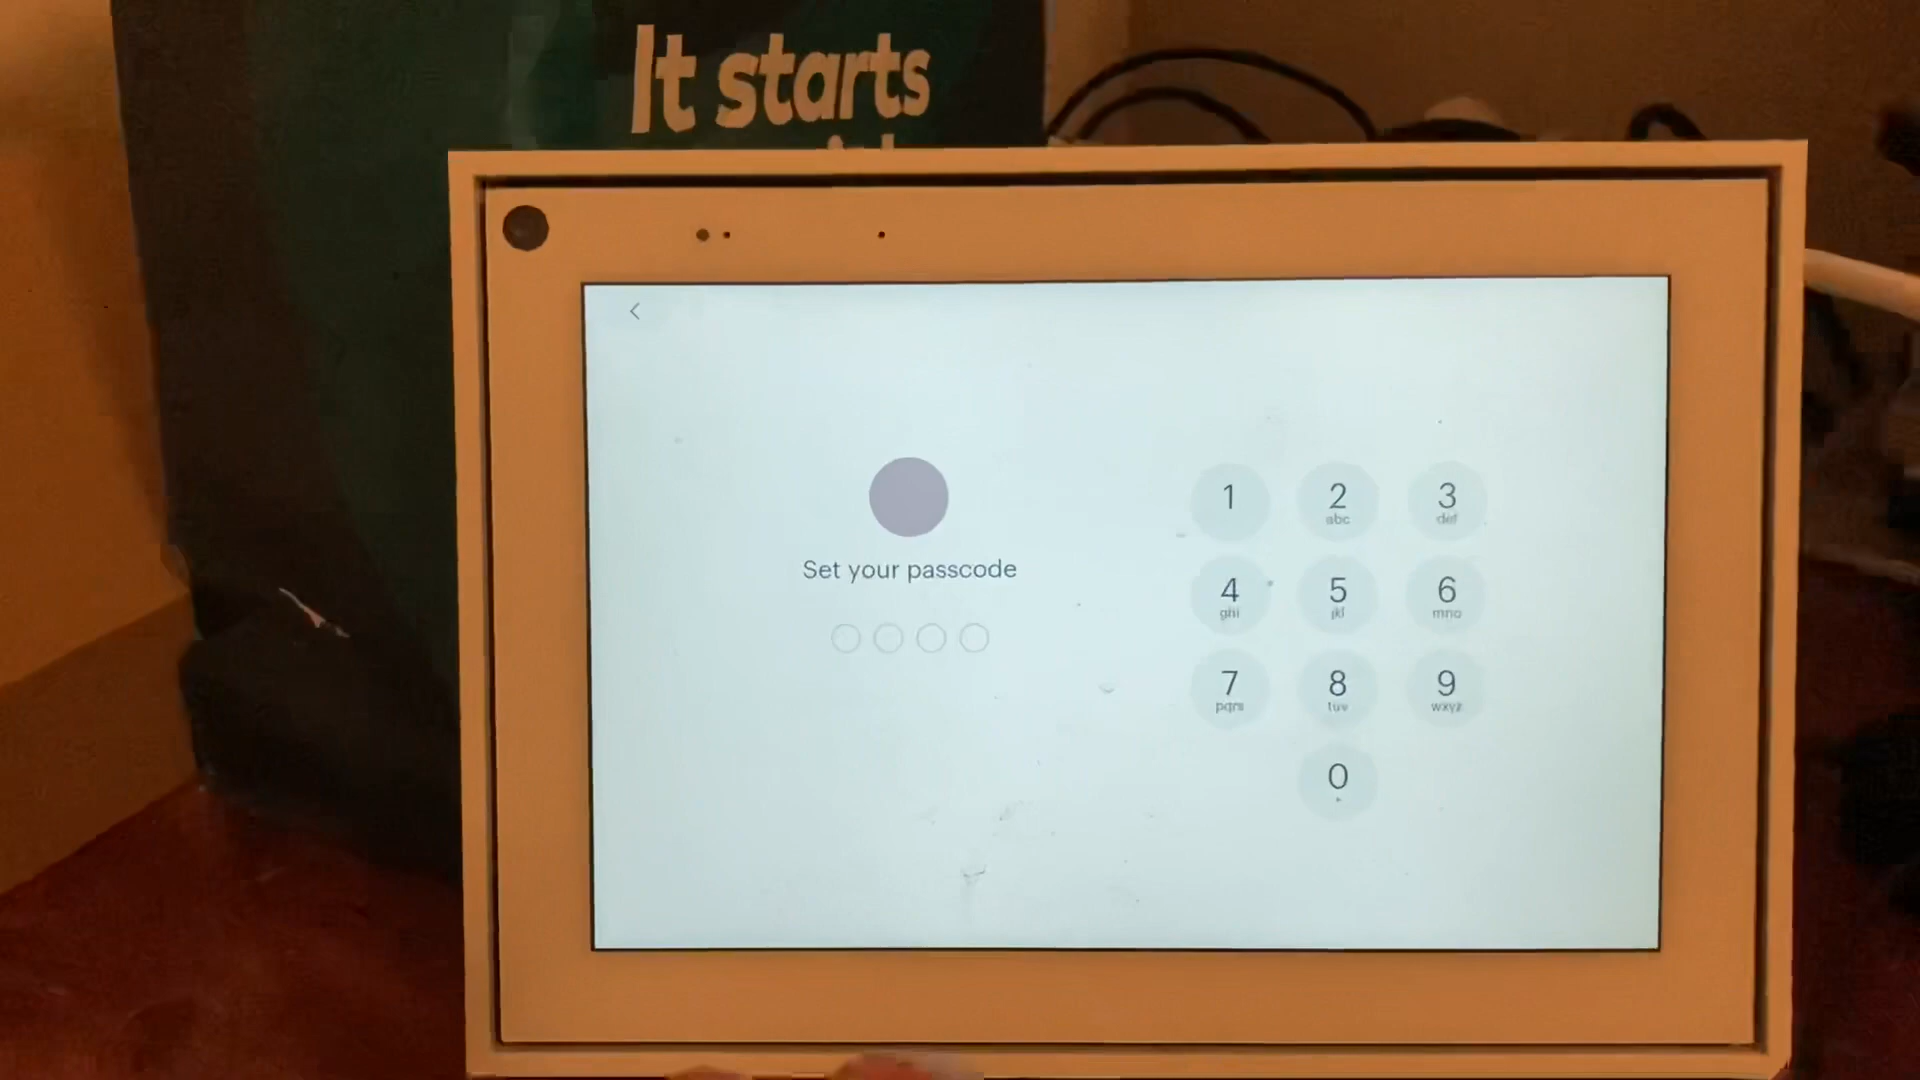 It starts
Set your passcode
1
2
abc
3
def
4
ghi
5
jkl
6
mno
7
pqrs
8
tuv
9
wxyz
0